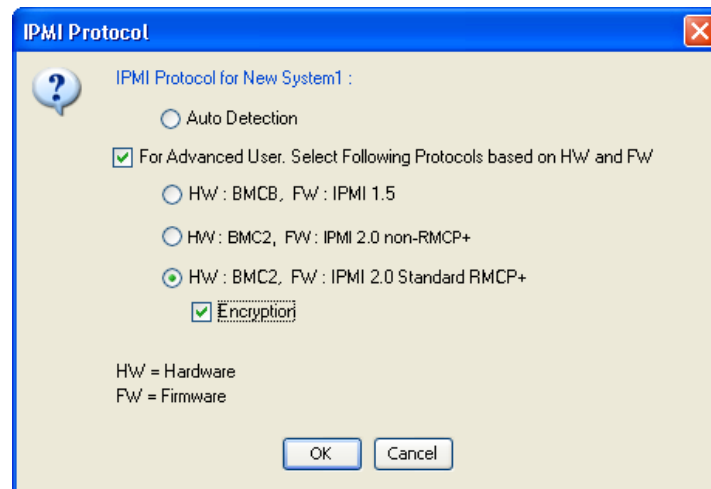 IPMI Protocol
IPMI Protocol for New System1 :
Auto Detection
For Advanced User. Select Following Protocols based on HW and FW
HW : BMCB, FW : IPMI 1.5
HW : BMC2, FW : IPMI 2.0 non-RMCP+
HW : BMC2, FW : IPMI 2.0 Standard RMCP+
Encryption
HW = Hardware
FW = Firmware
OK Cancel